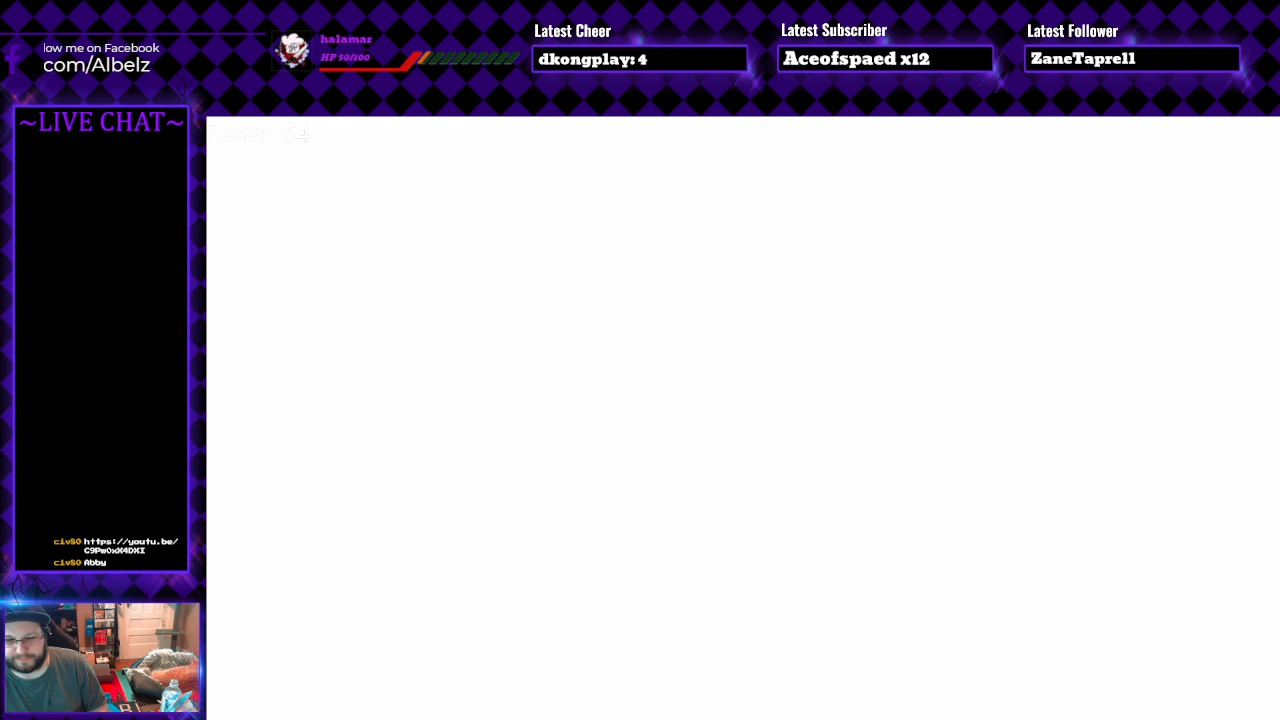 low me on Facebook
com/Albelz
halamar
HP 50/100
Latest Cheer
dkongplay: 4
Latest Subscriber
Aceofspaed x12
Latest Follower
ZaneTaprell
~LIVE CHAT~
civ80 https://youtu.be/
C9PwOxX4DXI
civ80 Abby